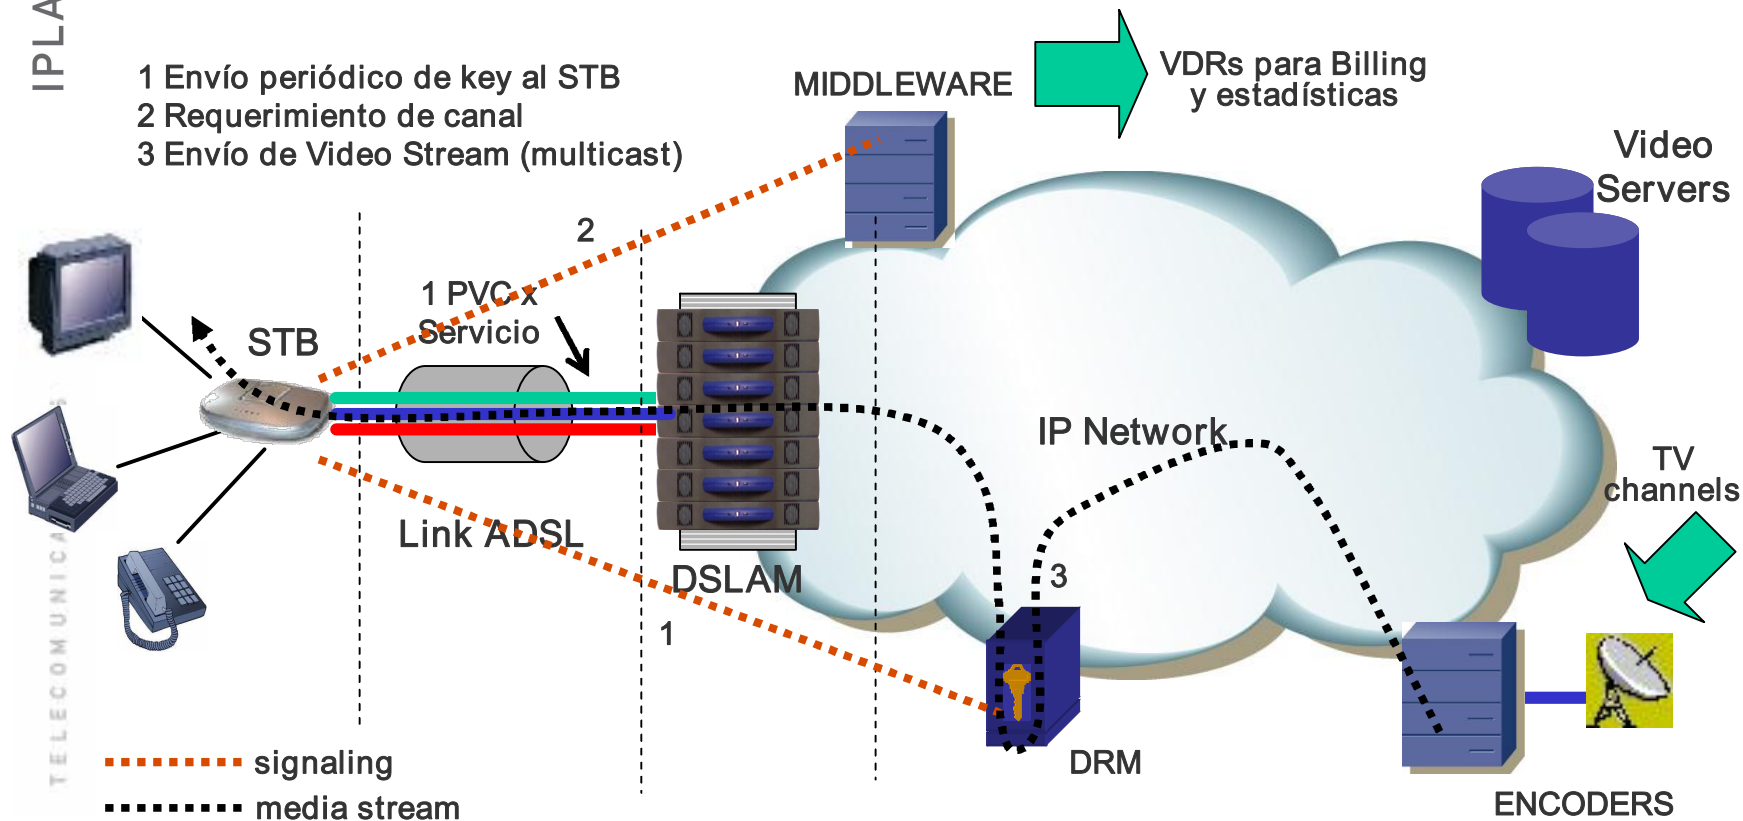 IPLA
1 Envío periódico de key al STB
2 Requerimiento de canal
3 Envío de Video Stream (multicast)
MIDDLEWARE
VDRs para Billing
y estadísticas
Video
Servers
2
1 PVC x
Servicio
STB
IP Network
TV
channels
Link ADSL
DSLAM
3
1
DRM
ENCODERS
TELECOMUNICA
S
signaling
media stream